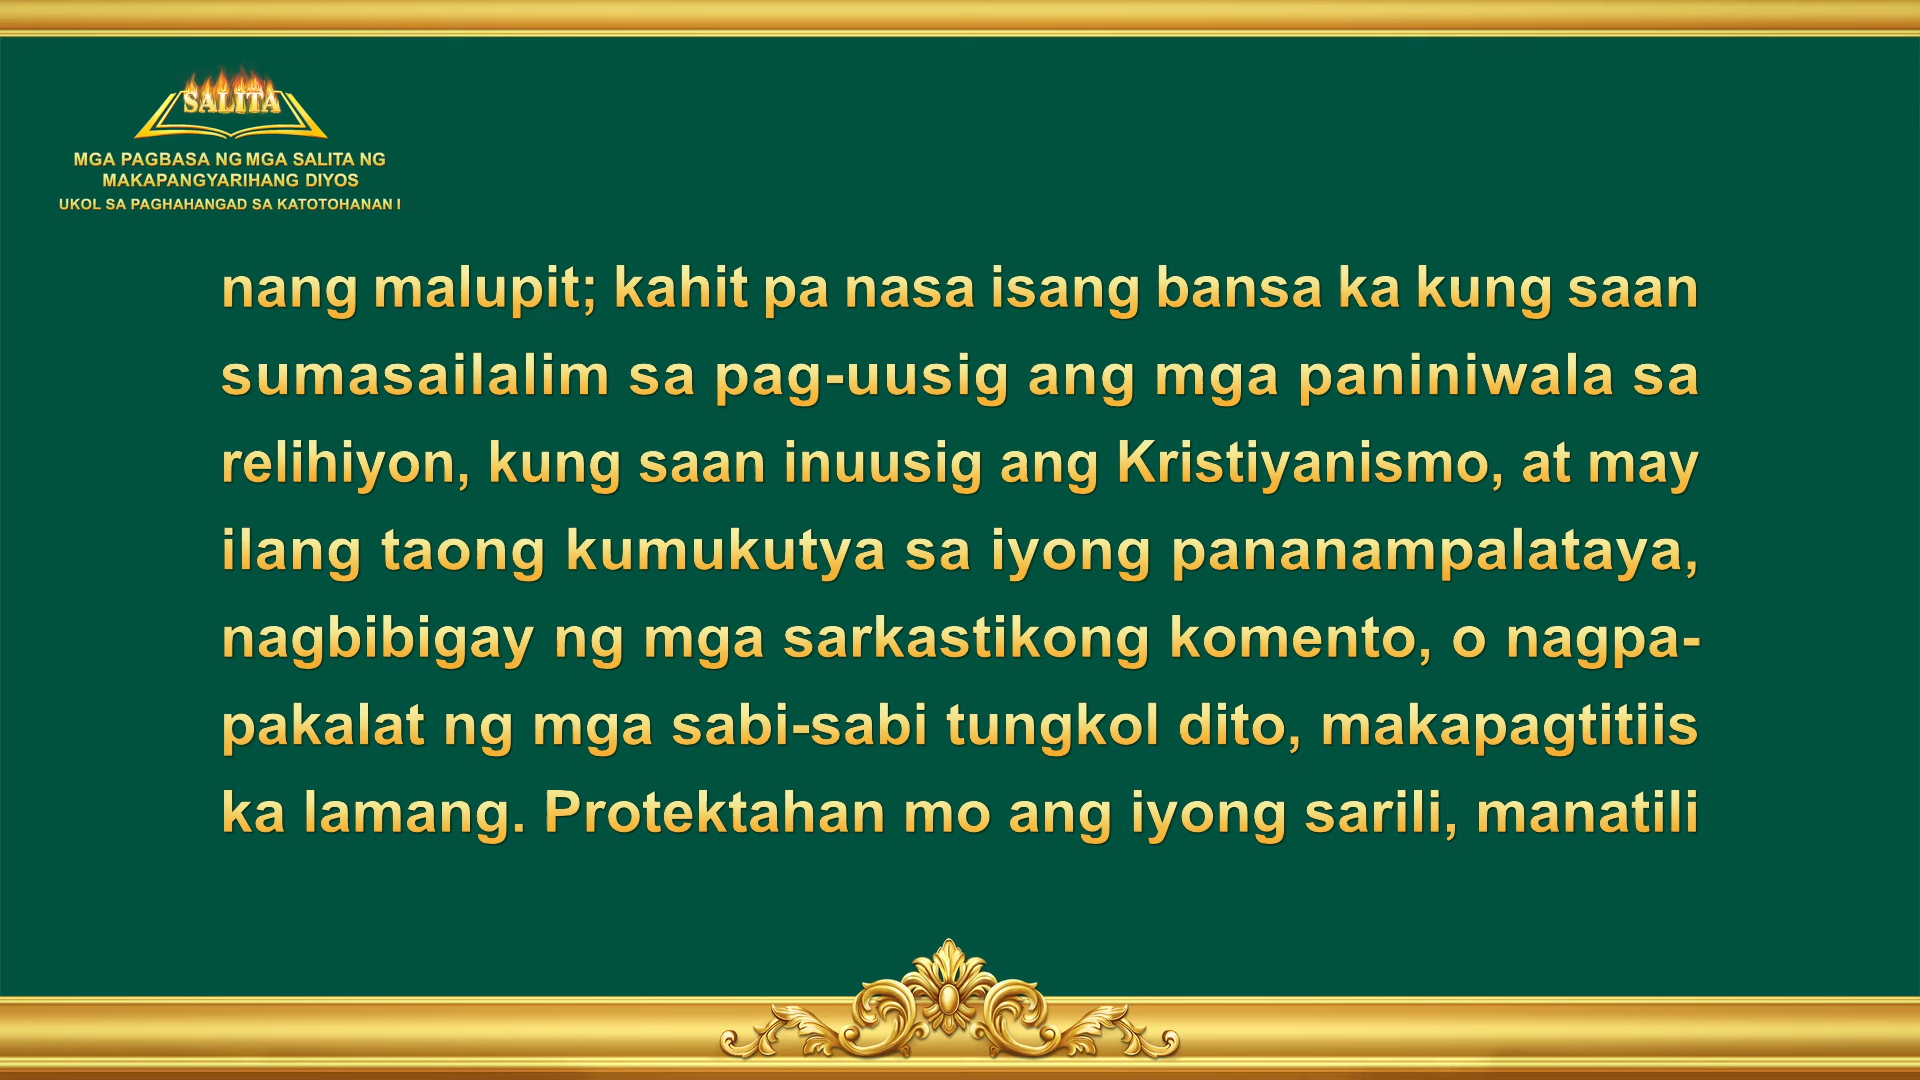 SALITA
MGA PAGBASA NG MGA SALITA NG
MAKAPANGYARIHANG DIYOS
UKOL SA PAGHAHANGAD SA KATOTOHANAN I
nang malupit; kahit pa nasa isang bansa ka kung saan
sumasailalim sa pag-uusig ang mga paniniwala sa
relihiyon, kung saan inuusig ang Kristiyanismo, at may
ilang taong kumukutya sa iyong pananampalataya,
nagbibigay ng mga sarkastikong komento, o nagpa-
pakalat ng mga sabi-sabi tungkol dito, makapagtitiis
ka lamang. Protektahan mo ang iyong sarili, manatili